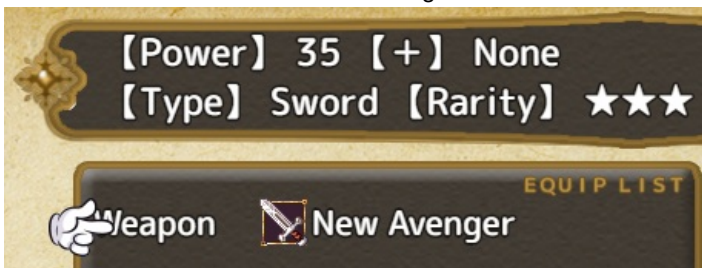 【Power】 35 【+】 None
【Type】 Sword 【Rarity】 ★★★
EQUIP LIST
Weapon New Avenger